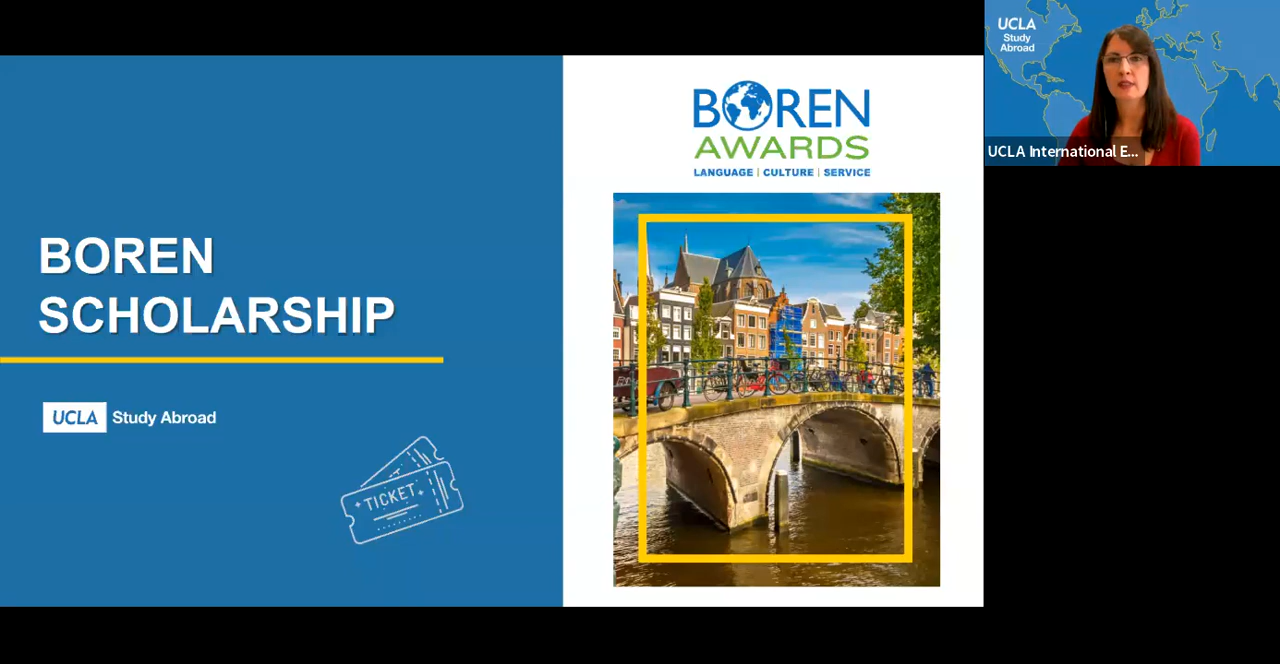 BOREN
SCHOLARSHIP
UCLA Study Abroad
TICKET
BOREN
AWARDS
LANGUAGE | CULTURE | SERVICE
UCLA
Study
Abroad
UCLA International E...